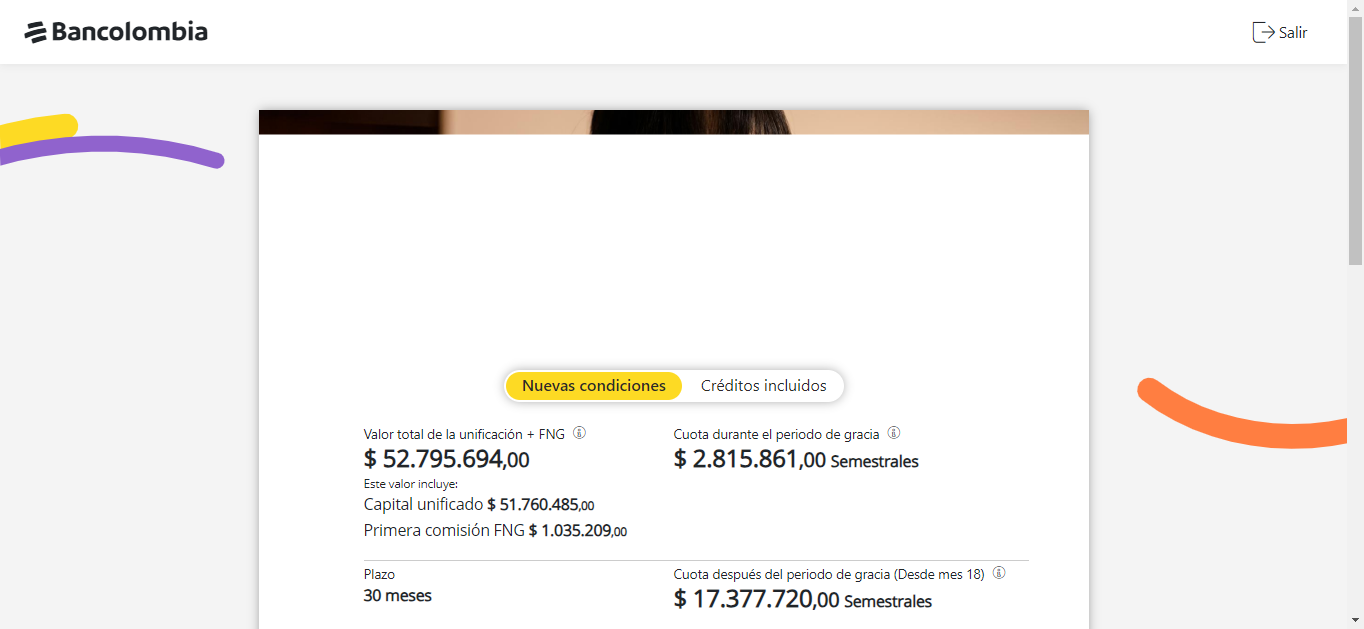 Bancolombia
Salir
Nuevas condiciones
Créditos incluidos
Valor total de la unificación + FNG
$ 52.795.694,00
Este valor incluye:
Capital unificado $ 51.760.485,00
Primera comisión FNG $ 1.035.209,00
Cuota durante el periodo de gracia
$ 2.815.861,00 Semestrales
Plazo
30 meses
Cuota después del periodo de gracia (Desde mes 18)
$ 17.377.720,00 Semestrales